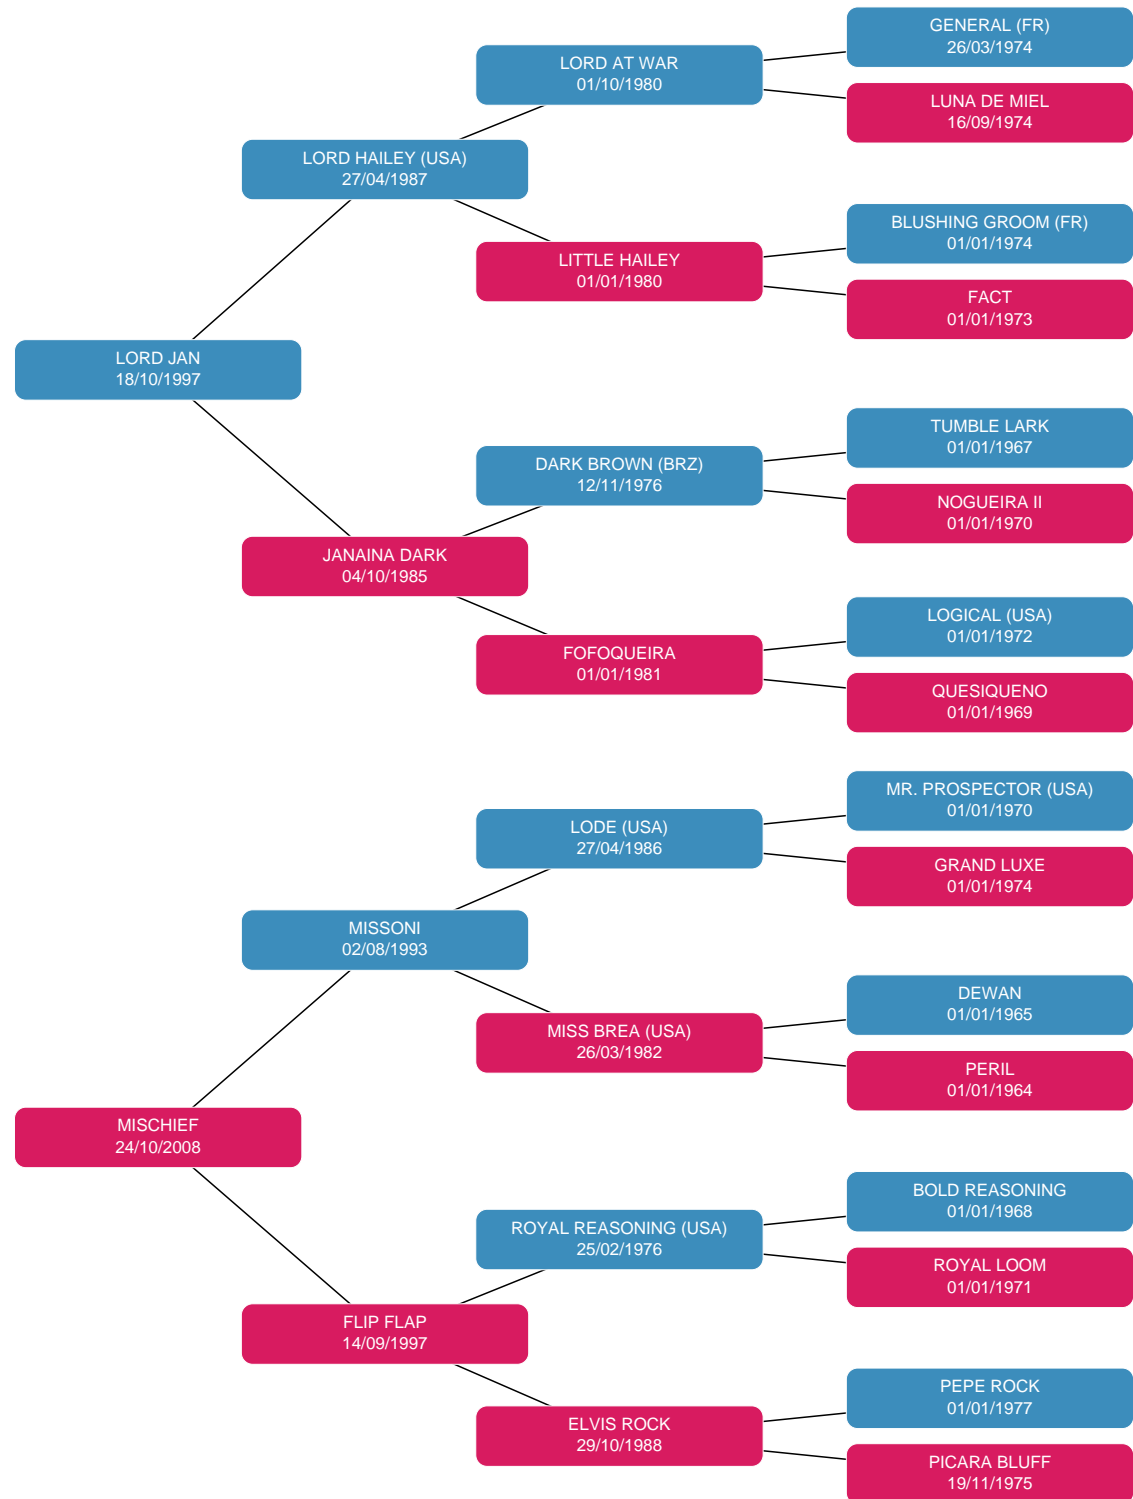 GENERAL (FR)
26/03/1974
LORD AT WAR
01/10/1980
LUNA DE MIEL
16/09/1974
LORD HAILEY (USA)
27/04/1987
BLUSHING GROOM (FR)
01/01/1974
LITTLE HAILEY
01/01/1980
FACT
01/01/1973
LORD JAN
18/10/1997
TUMBLE LARK
01/01/1967
DARK BROWN (BRZ)
12/11/1976
NOGUEIRA II
01/01/1970
JANAINA DARK
04/10/1985
LOGICAL (USA)
01/01/1972
FOFOQUEIRA
01/01/1981
QUESIQUENO
01/01/1969
MR. PROSPECTOR (USA)
01/01/1970
LODE (USA)
27/04/1986
GRAND LUXE
01/01/1974
MISSONI
02/08/1993
DEWAN
01/01/1965
MISS BREA (USA)
26/03/1982
PERIL
01/01/1964
MISCHIEF
24/10/2008
BOLD REASONING
01/01/1968
ROYAL REASONING (USA)
25/02/1976
ROYAL LOOM
01/01/1971
FLIP FLAP
14/09/1997
PEPE ROCK
01/01/1977
ELVIS ROCK
29/10/1988
PICARA BLUFF
19/11/1975